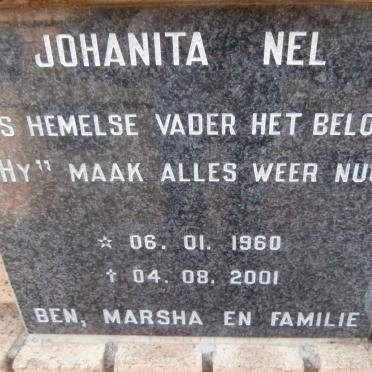 JOHANITA NEL
HEMELSE VADER HET
HY" MAAK ALLES WEER
☆ 06. 01. 1960
† 04. 08. 2001
BEN, MARSHA EN FAMILIE